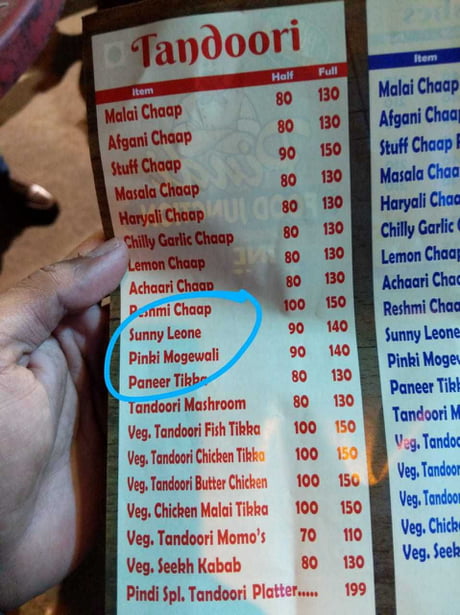 Tandoori
Item Half Full
Malai Chaap 80 130
Afgani Chaap 80 130
Stuff Chaap 90 150
Masala Chaap 80 130
Haryali Chaap 80 130
Chilly Garlic Chaap 80 130
Lemon Chaap 80 130
Achaari Chaap 80 130
Reshmi Chaap 100 150
Sunny Leone 90 140
Pinki Mogewali 90 140
Paneer Tikka 80 130
Tandoori Mashroom 80 130
Veg. Tandoori Fish Tikka 100 150
Veg. Tandoori Chicken Tikka 100 150
Veg. Tandoori Butter Chicken 100 150
Veg. Chicken Malai Tikka 100 150
Veg. Tandoori Momo's 70 110
Veg. Seekh Kabab 80 130
Pindi Spl. Tandoori Platter..... 199
Item
Malai Chaap
Afgani Chaap
Stuff Chaap
Masala Chaap
Haryali Chaap
Chilly Garlic
Lemon Chaap
Achaari Chaap
Reshmi Chaap
Sunny Leone
Pinki
Paneer
Tandoori
Veg.
Veg.
Veg.
Veg.
Veg.